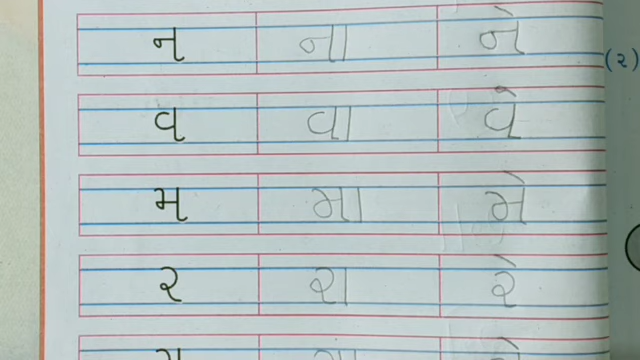 ન ના ને
(૨)
વ વા વે
મ મા મે
ર રા રે